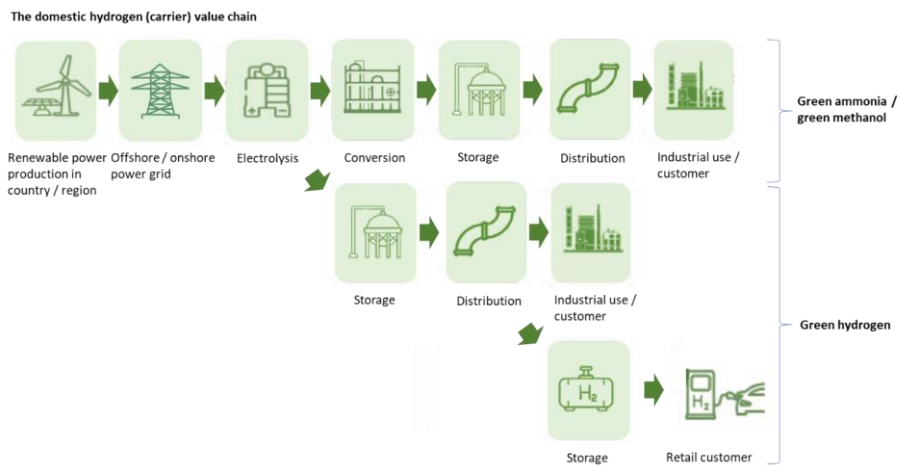 The domestic hydrogen (carrier) value chain
Renewable power
production in
country / region
Offshore / onshore
power grid
Electrolysis
Conversion
Storage
Distribution
Industrial use /
customer
Green ammonia /
green methanol
Storage
Distribution
Industrial use /
customer
Green hydrogen
H₂
Storage
H₂
Retail customer